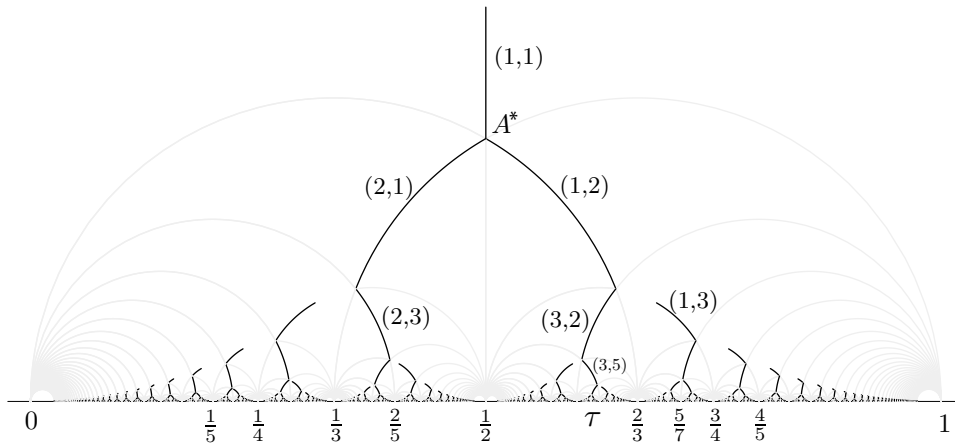 (1,1)
A*
(2,1) (1,2)
(2,3) (3,2) (1,3)
(3,5)
0 1/5 1/4 1/3 2/5 1/2 τ 2/3 5/7 3/4 4/5 1